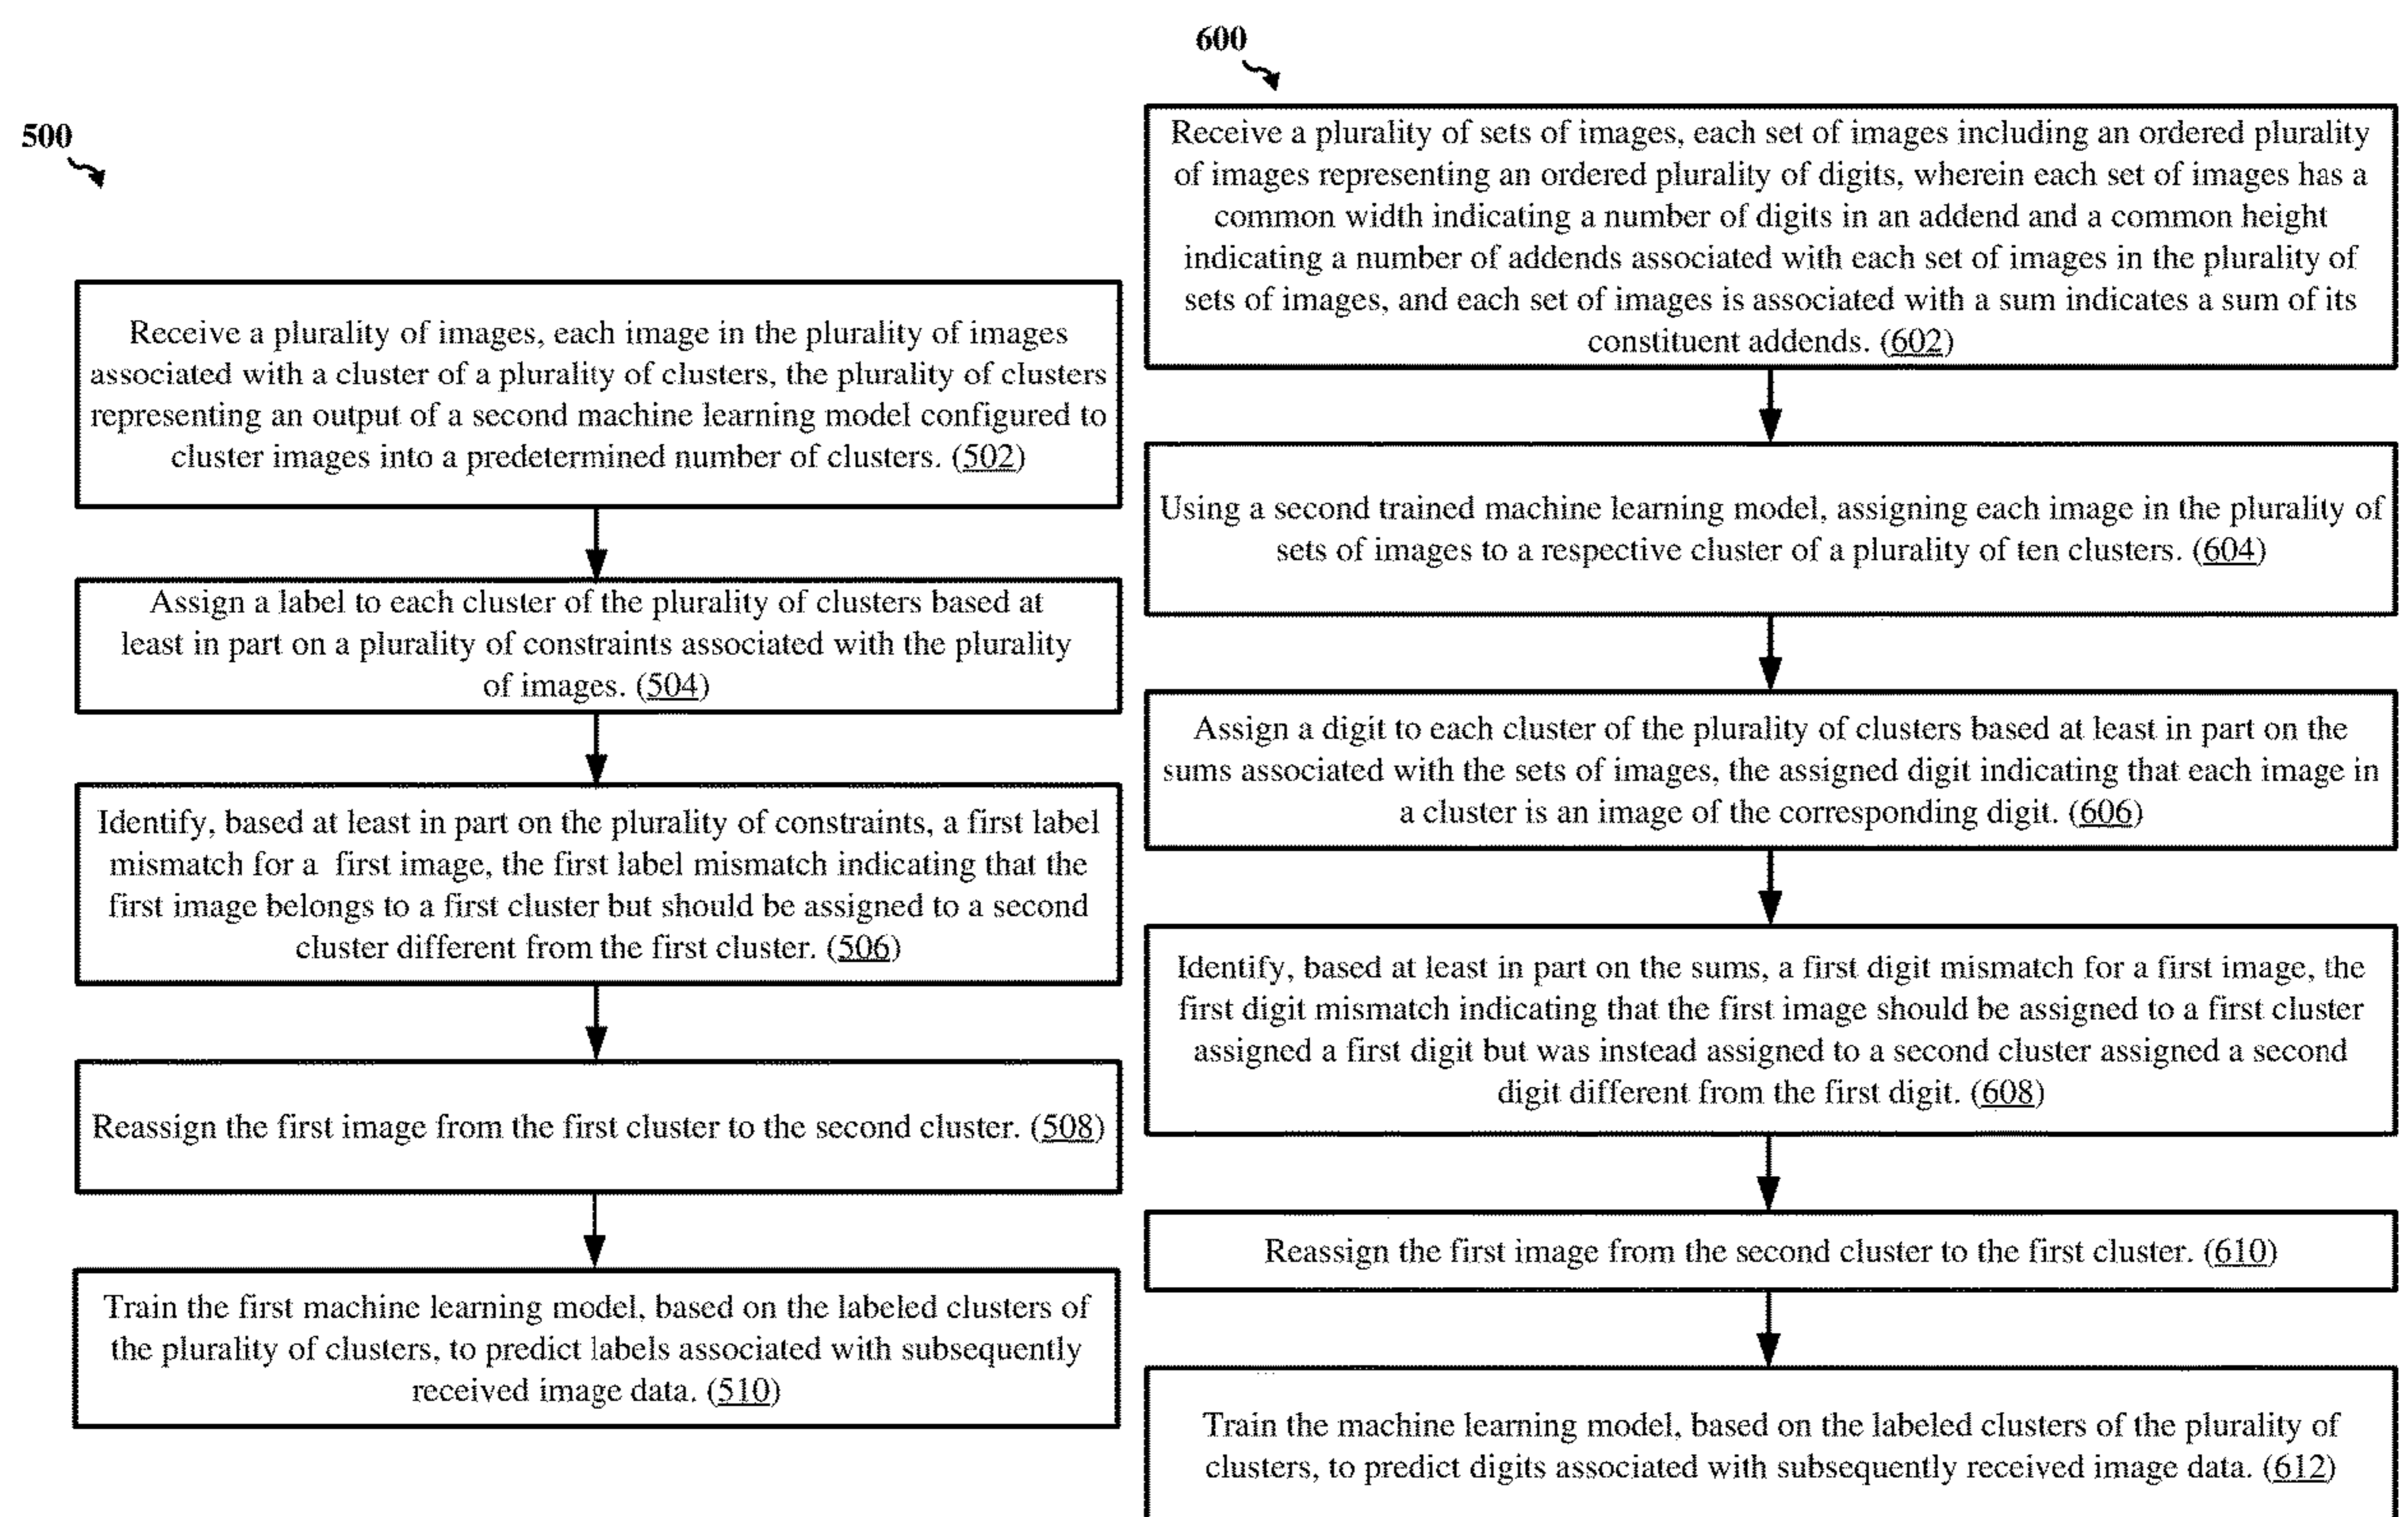 500
Receive a plurality of images, each image in the plurality of images
associated with a cluster of a plurality of clusters, the plurality of clusters
representing an output of a second machine learning model configured to
cluster images into a predetermined number of clusters. (502)
Assign a label to each cluster of the plurality of clusters based at
least in part on a plurality of constraints associated with the plurality
of images. (504)
Identify, based at least in part on the plurality of constraints, a first label
mismatch for a first image, the first label mismatch indicating that the
first image belongs to a first cluster but should be assigned to a second
cluster different from the first cluster. (506)
Reassign the first image from the first cluster to the second cluster. (508)
Train the first machine learning model, based on the labeled clusters of
the plurality of clusters, to predict labels associated with subsequently
received image data. (510)
600
Receive a plurality of sets of images, each set of images including an ordered plurality
of images representing an ordered plurality of digits, wherein each set of images has a
common width indicating a number of digits in an addend and a common height
indicating a number of addends associated with each set of images in the plurality of
sets of images, and each set of images is associated with a sum indicates a sum of its
constituent addends. (602)
Using a second trained machine learning model, assigning each image in the plurality of
sets of images to a respective cluster of a plurality of ten clusters. (604)
Assign a digit to each cluster of the plurality of clusters based at least in part on the
sums associated with the sets of images, the assigned digit indicating that each image in
a cluster is an image of the corresponding digit. (606)
Identify, based at least in part on the sums, a first digit mismatch for a first image, the
first digit mismatch indicating that the first image should be assigned to a first cluster
assigned a first digit but was instead assigned to a second cluster assigned a second
digit different from the first digit. (608)
Reassign the first image from the second cluster to the first cluster. (610)
Train the machine learning model, based on the labeled clusters of the plurality of
clusters, to predict digits associated with subsequently received image data. (612)